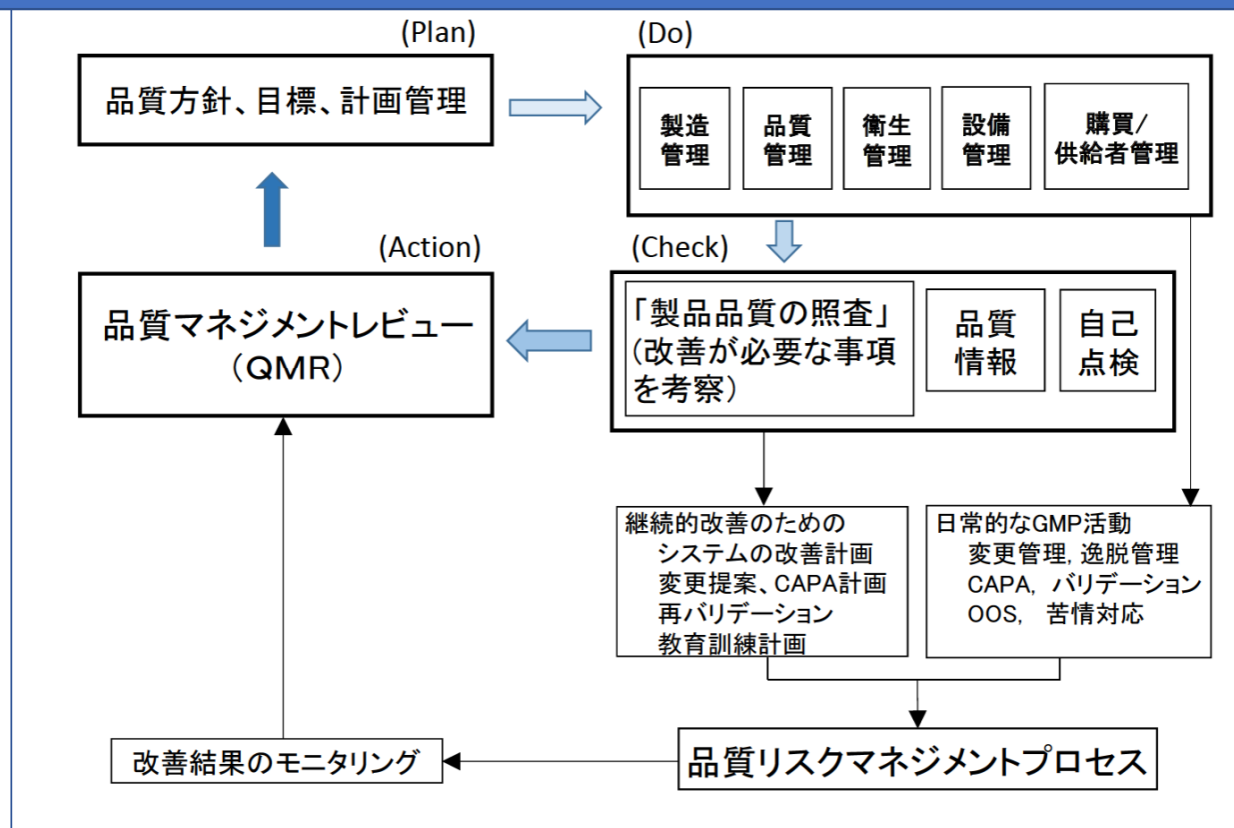 (Plan)
品質方針、目標、計画管理
(Do)
製造
管理
品質
管理
衛生
管理
設備
管理
購買/
供給者管理
(Action)
品質マネジメントレビュー
(QMR)
(Check)
「製品品質の照査」
(改善が必要な事項
を考察)
品質
情報
自己
点検
継続的改善のための
システムの改善計画
変更提案、CAPA計画
再バリデーション
教育訓練計画
日常的なGMP活動
変更管理, 逸脱管理
CAPA, バリデーション
OOS, 苦情対応
改善結果のモニタリング
品質リスクマネジメントプロセス